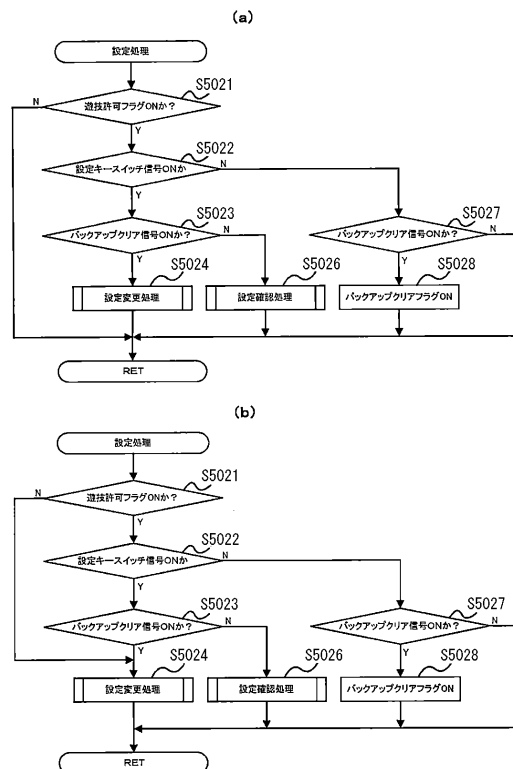 (a)
設定処理
S5021
遊技許可フラグONか？
N
Y
S5022
設定キースイッチ信号ONか
N
Y
S5023
バックアップクリア信号ONか？
N
Y
S5027
バックアップクリア信号ONか？
N
Y
S5024
設定変更処理
S5026
設定確認処理
S5028
バックアップクリアフラグON
RET
(b)
設定処理
S5021
遊技許可フラグONか？
N
Y
S5022
設定キースイッチ信号ONか
N
Y
S5023
バックアップクリア信号ONか？
N
Y
S5027
バックアップクリア信号ONか？
N
Y
S5024
設定変更処理
S5026
設定確認処理
S5028
バックアップクリアフラグON
RET